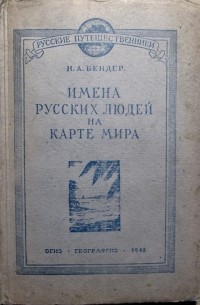 РУССКИЕ ПУТЕШЕСТВЕННИКИ
Н. А. БЕНДЕР
ИМЕНА
РУССКИХ ЛЮДЕЙ
НА
КАРТЕ МИРА
ОГИЗ · ГЕОГРАФГИЗ · 1948